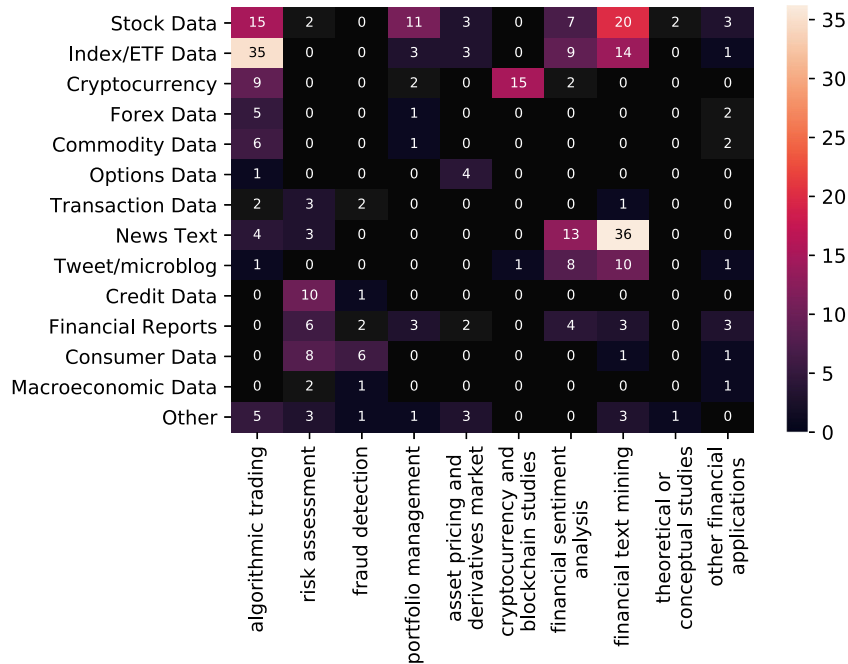 Stock Data 15 2 0 11 3 0 7 20 2 3
Index/ETF Data 35 0 0 3 3 0 9 14 0 1
Cryptocurrency 9 0 0 2 0 15 2 0 0 0
Forex Data 5 0 0 1 0 0 0 0 0 2
Commodity Data 6 0 0 1 0 0 0 0 0 2
Options Data 1 0 0 0 4 0 0 0 0 0
Transaction Data 2 3 2 0 0 0 0 1 0 0
News Text 4 3 0 0 0 0 13 36 0 0
Tweet/microblog 1 0 0 0 0 1 8 10 0 1
Credit Data 0 10 1 0 0 0 0 0 0 0
Financial Reports 0 6 2 3 2 0 4 3 0 3
Consumer Data 0 8 6 0 0 0 0 1 0 1
Macroeconomic Data 0 2 1 0 0 0 0 0 0 1
Other 5 3 1 1 3 0 0 3 1 0
algorithmic trading
risk assessment
fraud detection
portfolio management
asset pricing and
derivatives market
cryptocurrency and
blockchain studies
financial sentiment
analysis
financial text mining
theoretical or
conceptual studies
other financial
applications
35
30
25
20
15
10
5
0